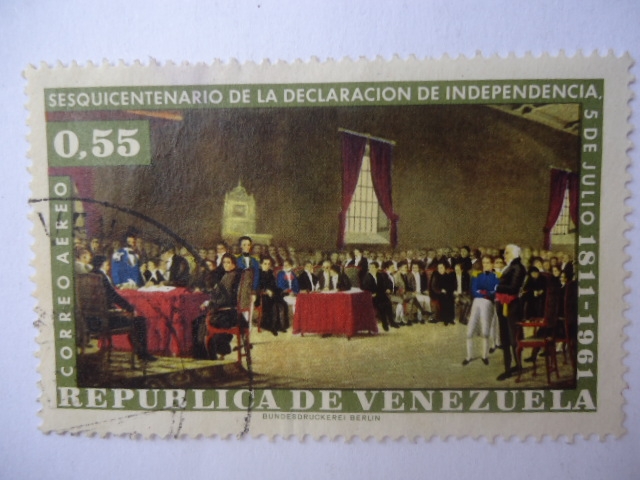 SESQUICENTENARIO DE LA DECLARACION DE INDEPENDENCIA,
5 DE JULIO 1811-1961
0,55
CORREO AEREO
REPUBLICA DE VENEZUELA
BUNDESDRUCKEREI BERLIN